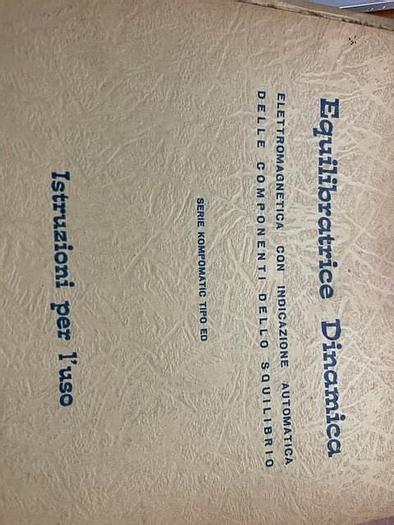 Equilibratrice Dinamica
ELETTROMAGNETICA CON INDICAZIONE AUTOMATICA
DELLE COMPONENTI DELLO SQUILIBRIO
SERIE KOMPOMATIC TIPO ED
Istruzioni per l'uso